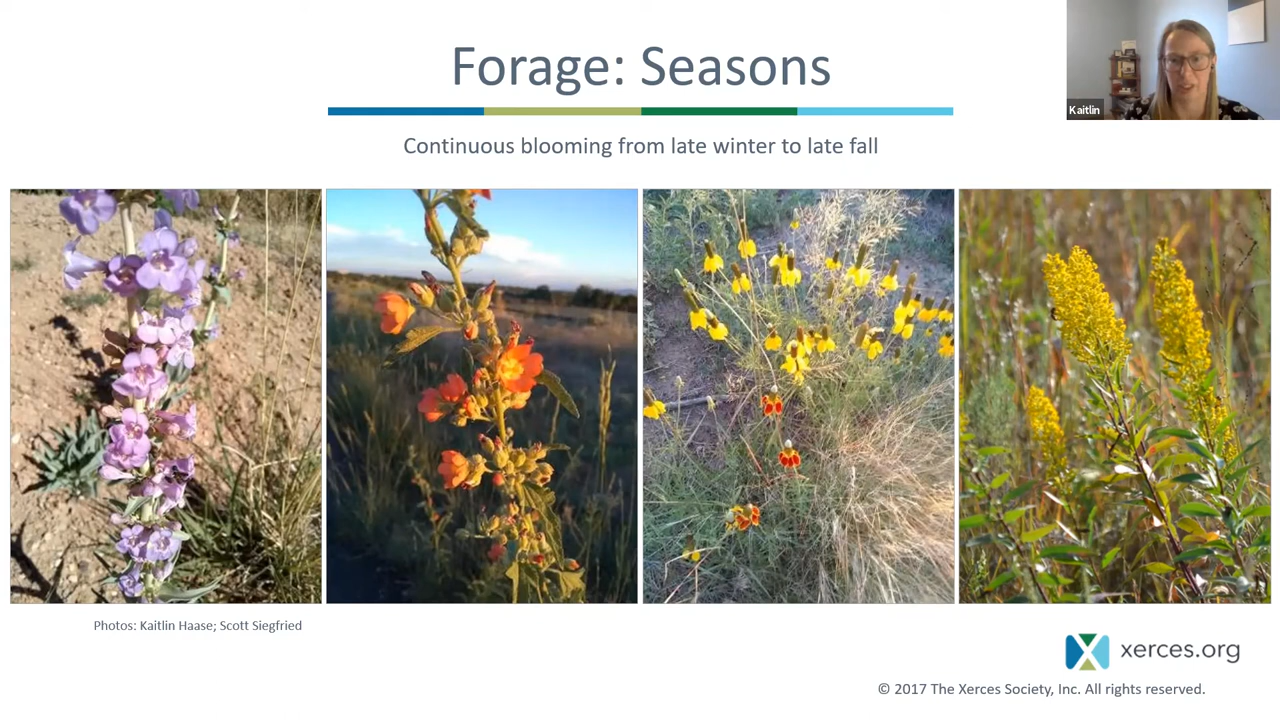 Forage: Seasons
Kaitlin
Continuous blooming from late winter to late fall
Photos: Kaitlin Haase; Scott Siegfried
xerces.org
© 2017 The Xerces Society, Inc. All rights reserved.